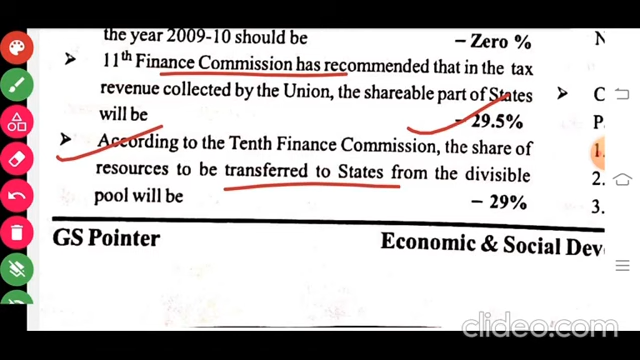 the year 2009-10 should be – Zero %
➤ 11th Finance Commission has recommended that in the tax
revenue collected by the Union, the shareable part of States
will be – 29.5%
➤ According to the Tenth Finance Commission, the share of
resources to be transferred to States from the divisible
pool will be – 29%
GS Pointer Economic & Social Dev
N
➤ C
P
1.
2.
3.
clideo.com